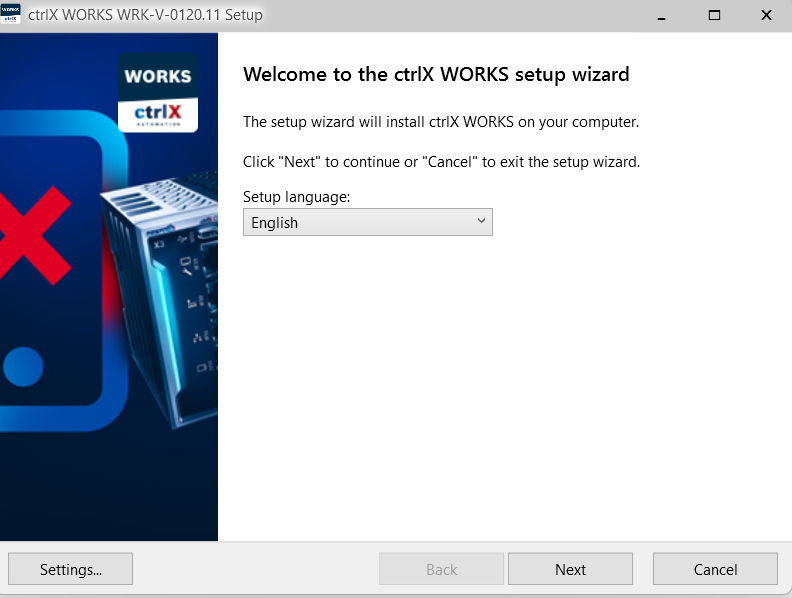 ctrlX WORKS WRK-V-0120.11 Setup
WORKS
ctrlX
AUTOMATION
Welcome to the ctrlX WORKS setup wizard
The setup wizard will install ctrlX WORKS on your computer.
Click "Next" to continue or "Cancel" to exit the setup wizard.
Setup language:
English
X3
Settings...
Back
Next
Cancel